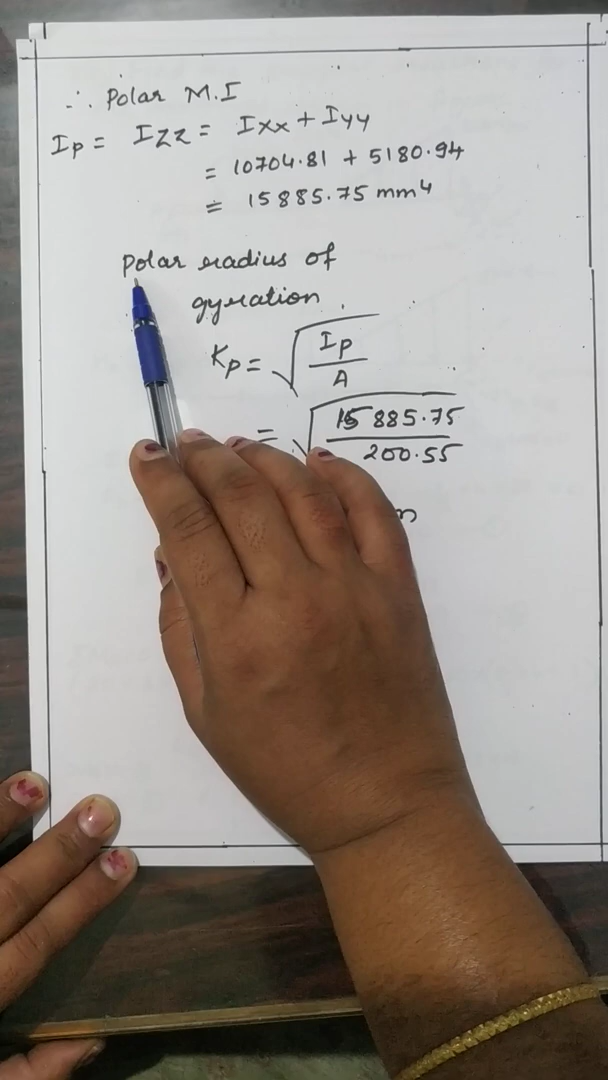 ∴ Polar M.I
Ip = Izz = Ixx + Iyy
= 10704.81 + 5180.94
= 15885.75 mm⁴
Polar radius of
gyration.
Kp = √(Ip / A)
= √(15885.75 / 200.55)